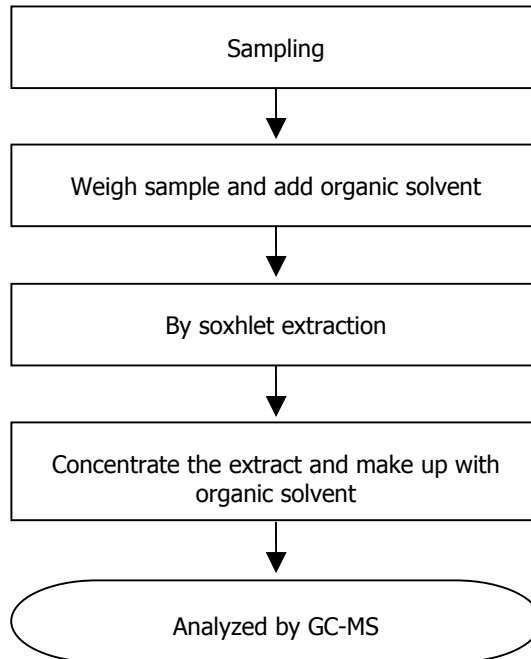 Sampling
Weigh sample and add organic solvent
By soxhlet extraction
Concentrate the extract and make up with
organic solvent
Analyzed by GC-MS